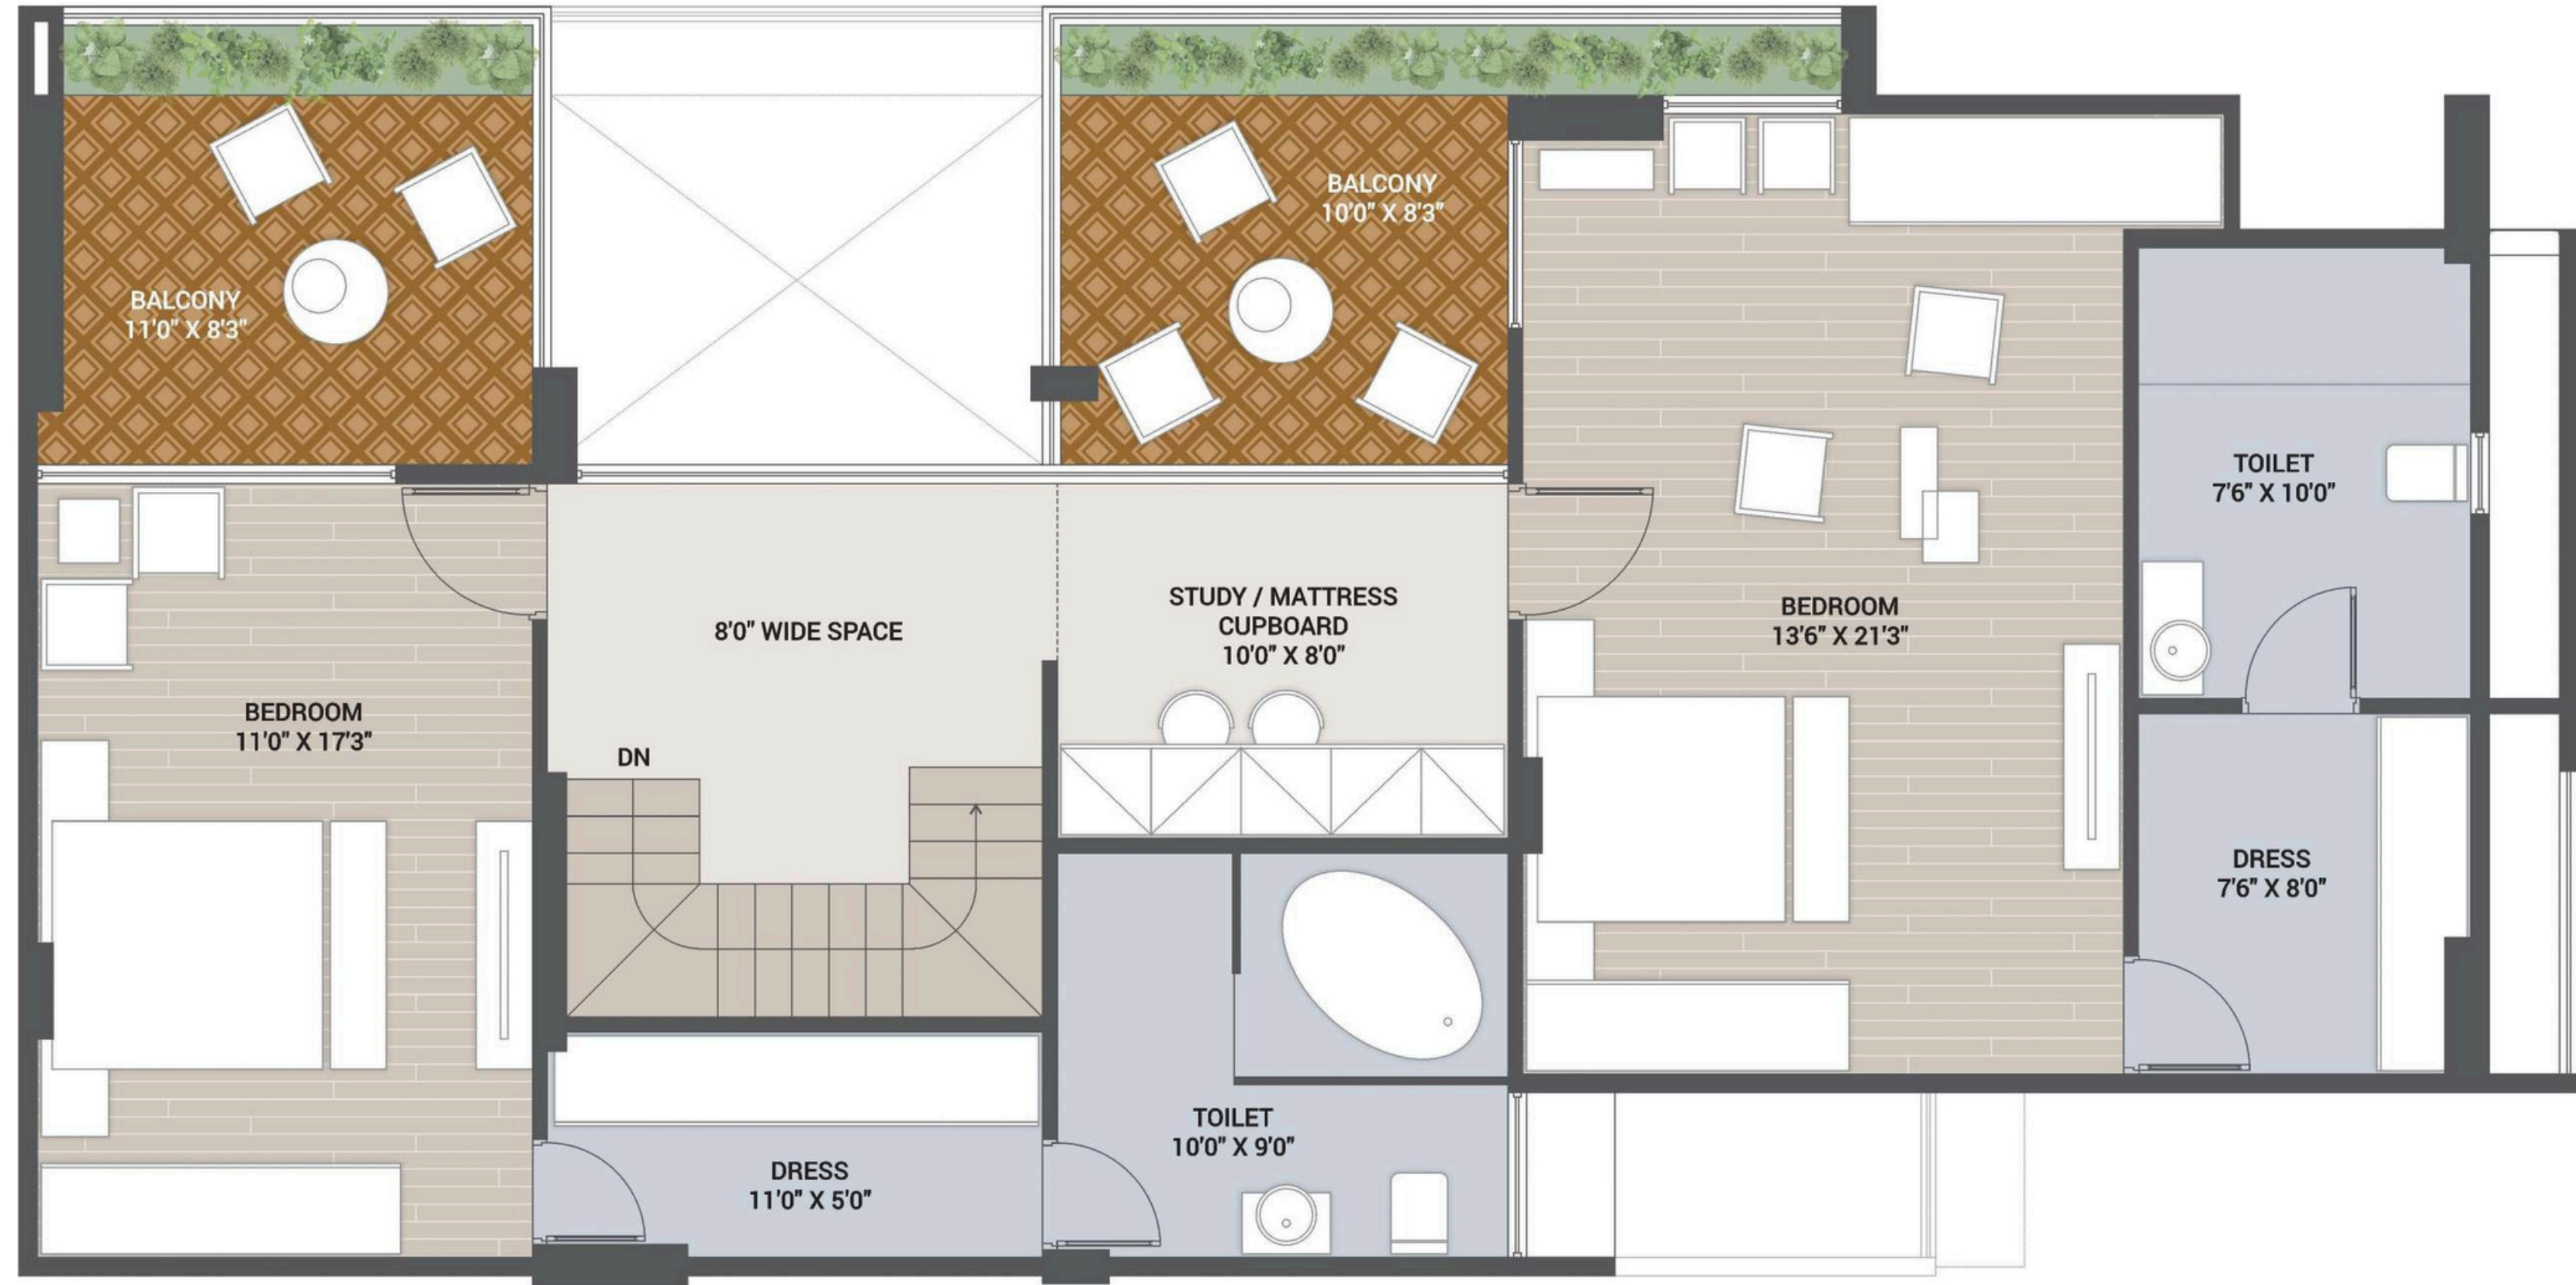 BALCONY
11'0" X 8'3"
BALCONY
10'0" X 8'3"
BEDROOM
11'0" X 17'3"
8'0" WIDE SPACE
DN
STUDY / MATTRESS
CUPBOARD
10'0" X 8'0"
BEDROOM
13'6" X 21'3"
TOILET
7'6" X 10'0"
DRESS
7'6" X 8'0"
DRESS
11'0" X 5'0"
TOILET
10'0" X 9'0"